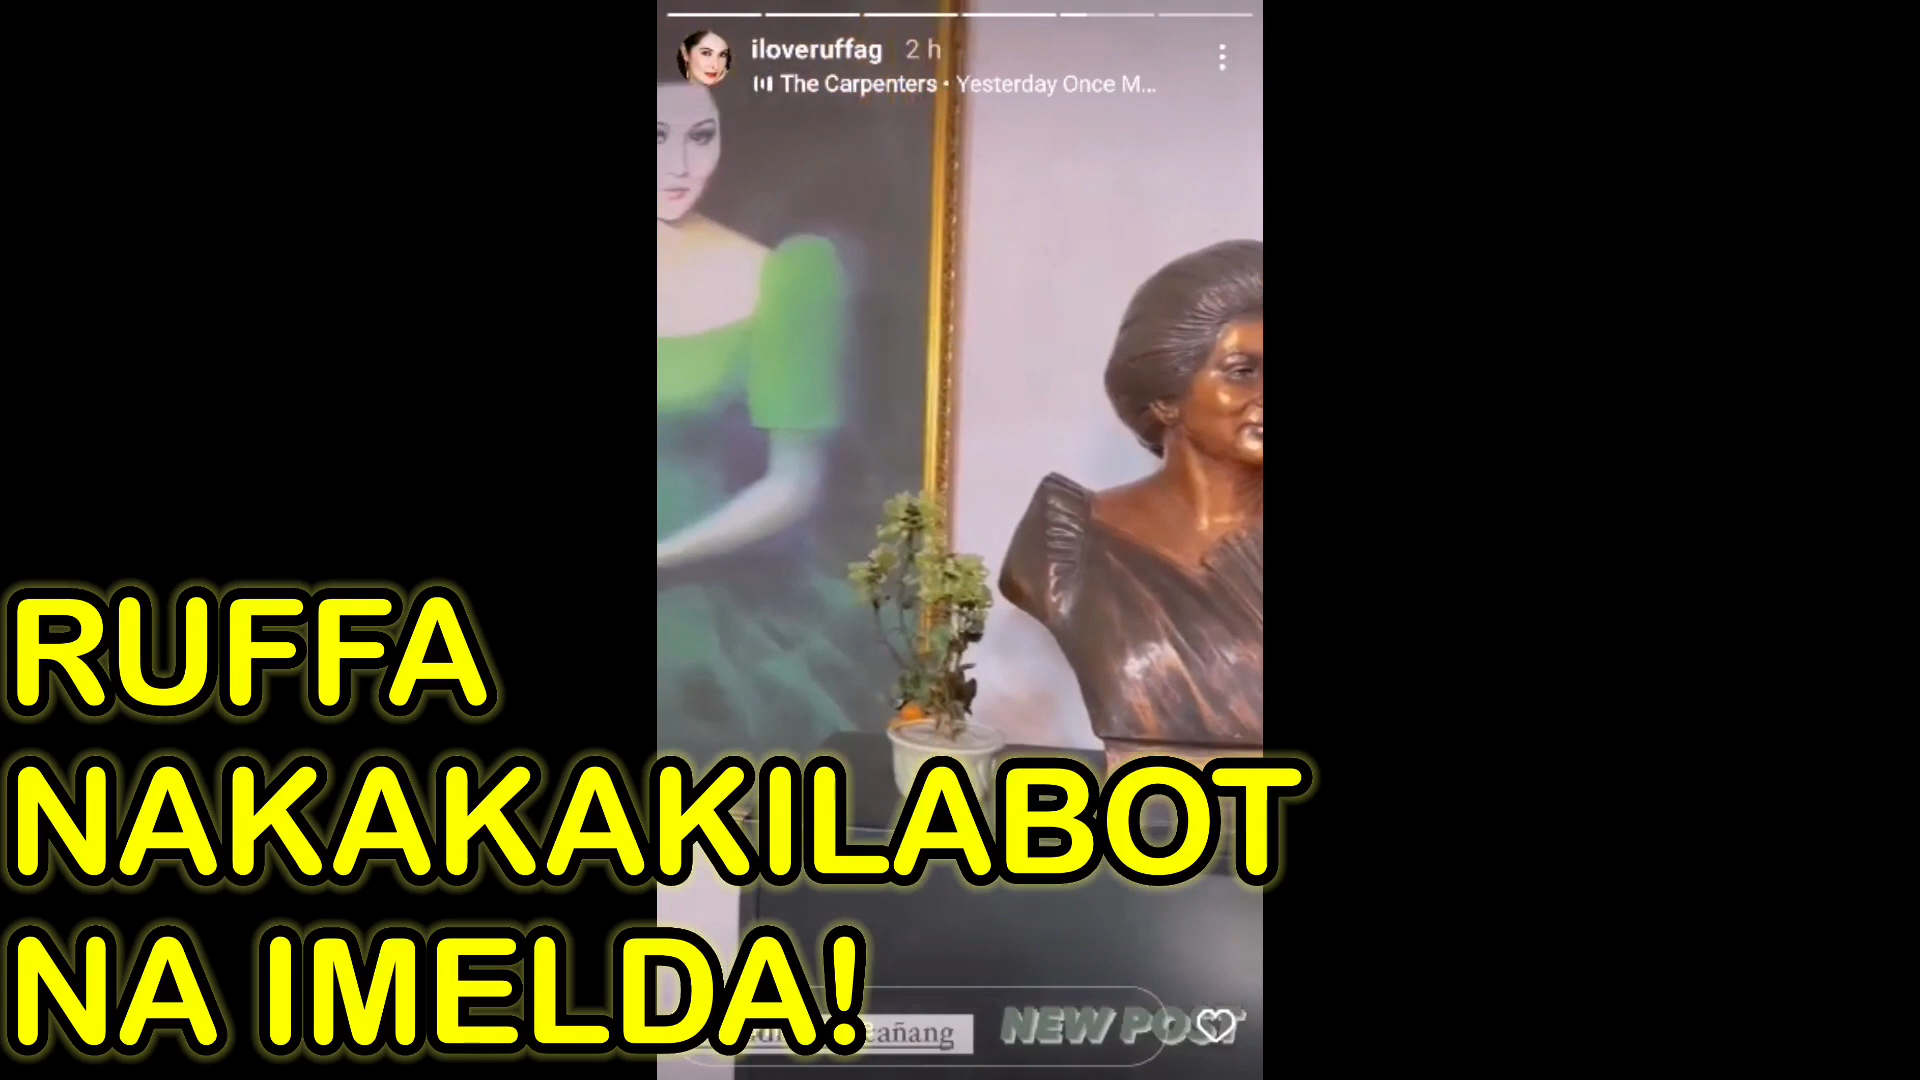 iloveruffag 2 h
The Carpenters • Yesterday Once M...
RUFFA
NAKAKAKILABOT
NA IMELDA!
NEW POST